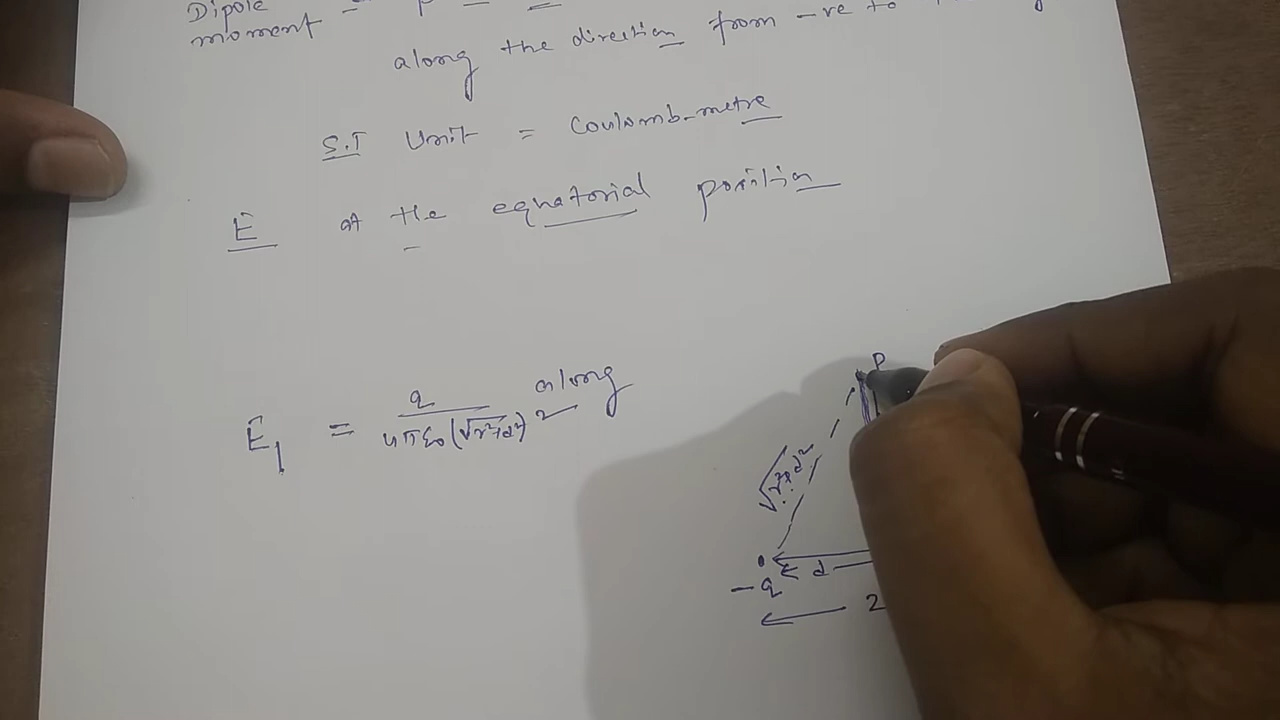 Dipole
moment =
along the direction from -ve to
S.I Unit = Coulomb-metre
E at the equatorial position
E₁ = q / 4πε₀(√r²+d²)² along
P
√r²+d²
-q
d
2